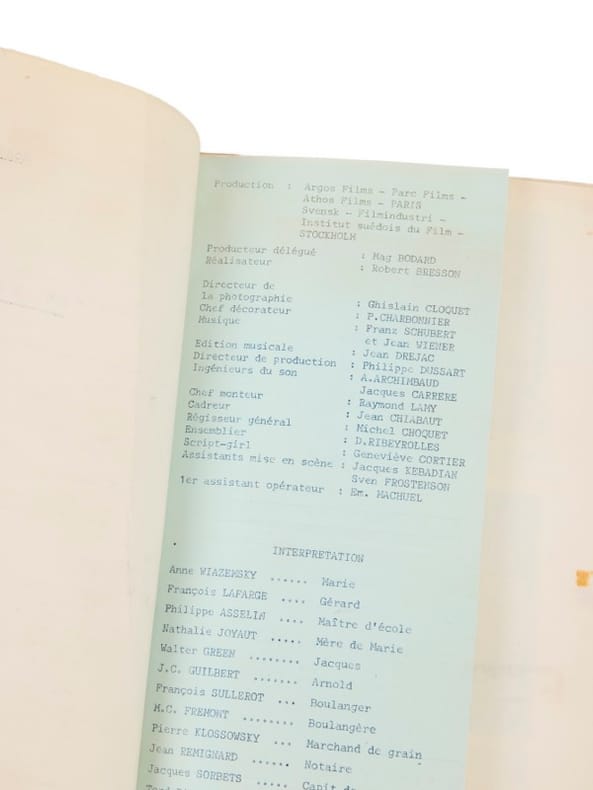 Production : Argos Films - Parc Films -
Athos Films - PARIS
Svensk - Filmindustri -
Institut suédois du Film -
STOCKHOLM
Producteur délégué : Mag BODARD
Réalisateur : Robert BRESSON
Directeur de
la photographie : Ghislain CLOQUET
Chef décorateur : P.CHARBONNIER
Musique : Franz SCHUBERT
et Jean WIENER
Edition musicale : Jean DREJAC
Directeur de production : Philippe DUSSART
Ingénieurs du son : A.ARCHIMBAUD
Jacques CARRERE
Chef monteur : Raymond LAMY
Cadreur : Jean CHIABAUT
Régisseur général : Michel CHOQUET
Ensemblier : D.RIBEYROLLES
Script-girl : Geneviève CORTIER
Assistants mise en scène : Jacques KEBADIAN
Sven FROSTENSON
1er assistant opérateur : Em. MACHUEL
INTERPRETATION
Anne WIAZEMSKY ...... Marie
François LAFARGE .... Gérard
Philippe ASSELIN .... Maître d'école
Nathalie JOYAUT ..... Mère de Marie
Walter GREEN ........ Jacques
J.C. GUILBERT ....... Arnold
François SULLEROT ... Boulanger
M.C. FREMONT ........ Boulangère
Pierre KLOSSOWSKY ... Marchand de grain
Jean REMIGNARD ...... Notaire
Jacques SORBETS .....